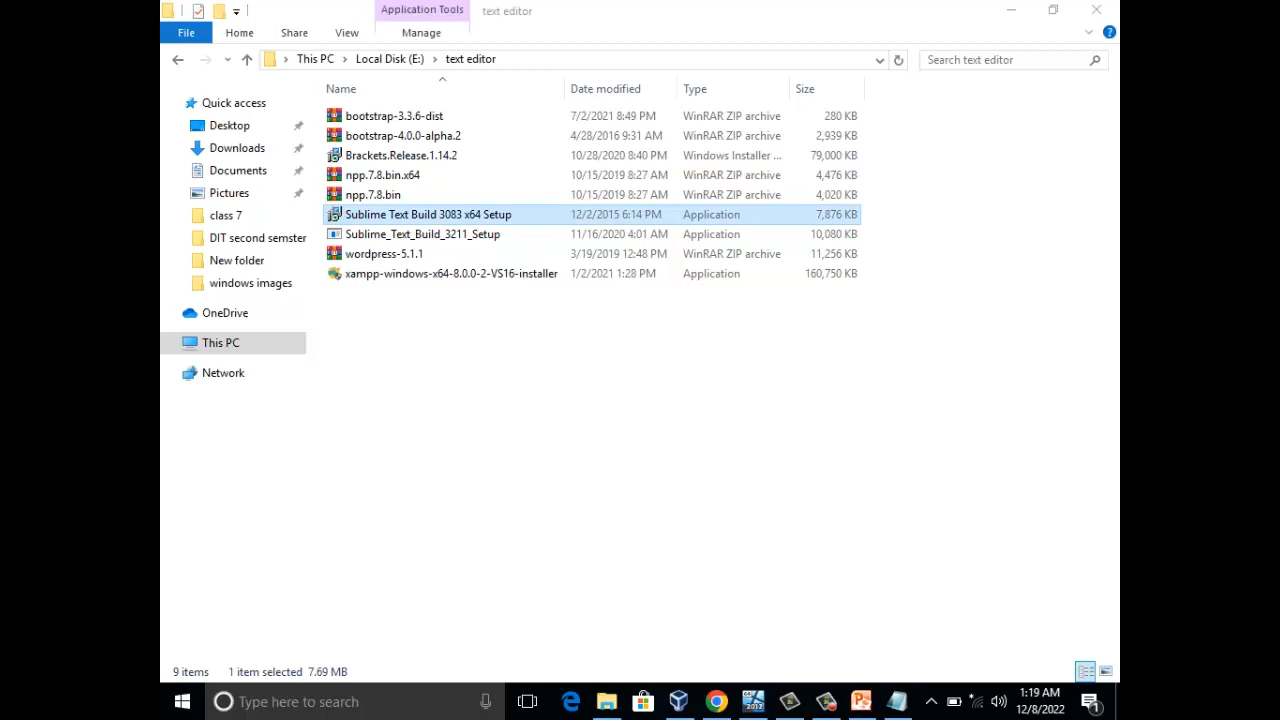 Application Tools text editor
File Home Share View Manage
This PC Local Disk (E:) text editor Search text editor
Name Date modified Type Size
Quick access
Desktop
Downloads
Documents
Pictures
class 7
DIT second semster
New folder
windows images
OneDrive
This PC
Network
bootstrap-3.3.6-dist 7/2/2021 8:49 PM WinRAR ZIP archive 280 KB
bootstrap-4.0.0-alpha.2 4/28/2016 9:31 AM WinRAR ZIP archive 2,939 KB
Brackets.Release.1.14.2 10/28/2020 8:40 PM Windows Installer ... 79,000 KB
npp.7.8.bin.x64 10/15/2019 8:27 AM WinRAR ZIP archive 4,476 KB
npp.7.8.bin 10/15/2019 8:27 AM WinRAR ZIP archive 4,020 KB
Sublime Text Build 3083 x64 Setup 12/2/2015 6:14 PM Application 7,876 KB
Sublime_Text_Build_3211_Setup 11/16/2020 4:01 AM Application 10,080 KB
wordpress-5.1.1 3/19/2019 12:48 PM WinRAR ZIP archive 11,256 KB
xampp-windows-x64-8.0.0-2-VS16-installer 1/2/2021 1:28 PM Application 160,750 KB
9 items 1 item selected 7.69 MB
Type here to search
1:19 AM
12/8/2022
1